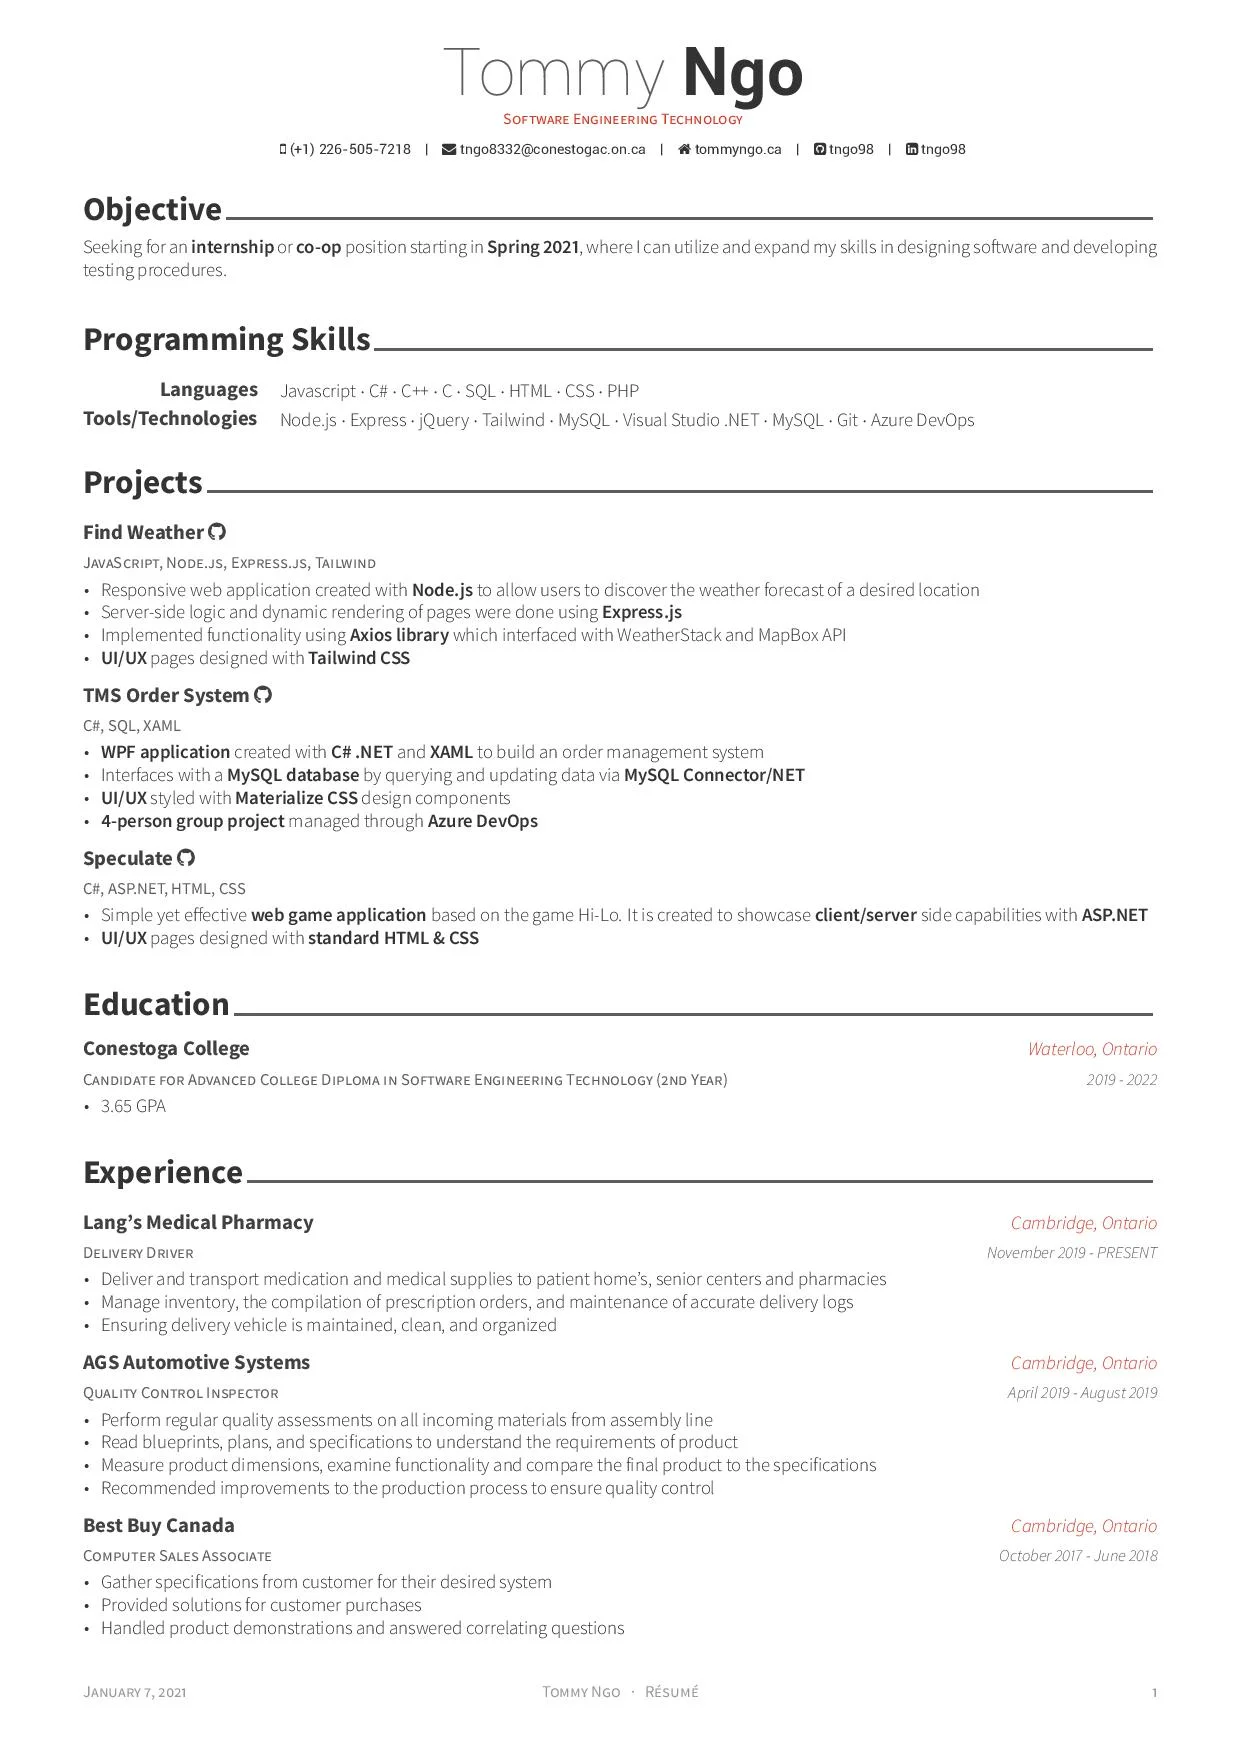 Tommy Ngo
Software Engineering Technology
(+1) 226-505-7218 | tngo8332@conestogac.on.ca | tommyngo.ca | tngo98 | tngo98
Objective
Seeking for an internship or co-op position starting in Spring 2021, where I can utilize and expand my skills in designing software and developing
testing procedures.
Programming Skills
Languages Javascript · C# · C++ · C · SQL · HTML · CSS · PHP
Tools/Technologies Node.js · Express · jQuery · Tailwind · MySQL · Visual Studio .NET · MySQL · Git · Azure DevOps
Projects
Find Weather
JavaScript, Node.js, Express.js, Tailwind
• Responsive web application created with Node.js to allow users to discover the weather forecast of a desired location
• Server-side logic and dynamic rendering of pages were done using Express.js
• Implemented functionality using Axios library which interfaced with WeatherStack and MapBox API
• UI/UX pages designed with Tailwind CSS
TMS Order System
C#, SQL, XAML
• WPF application created with C# .NET and XAML to build an order management system
• Interfaces with a MySQL database by querying and updating data via MySQL Connector/NET
• UI/UX styled with Materialize CSS design components
• 4-person group project managed through Azure DevOps
Speculate
C#, ASP.NET, HTML, CSS
• Simple yet effective web game application based on the game Hi-Lo. It is created to showcase client/server side capabilities with ASP.NET
• UI/UX pages designed with standard HTML & CSS
Education
Conestoga College Waterloo, Ontario
Candidate for Advanced College Diploma in Software Engineering Technology (2nd Year) 2019 - 2022
• 3.65 GPA
Experience
Lang's Medical Pharmacy Cambridge, Ontario
Delivery Driver November 2019 - PRESENT
• Deliver and transport medication and medical supplies to patient home's, senior centers and pharmacies
• Manage inventory, the compilation of prescription orders, and maintenance of accurate delivery logs
• Ensuring delivery vehicle is maintained, clean, and organized
AGS Automotive Systems Cambridge, Ontario
Quality Control Inspector April 2019 - August 2019
• Perform regular quality assessments on all incoming materials from assembly line
• Read blueprints, plans, and specifications to understand the requirements of product
• Measure product dimensions, examine functionality and compare the final product to the specifications
• Recommended improvements to the production process to ensure quality control
Best Buy Canada Cambridge, Ontario
Computer Sales Associate October 2017 - June 2018
• Gather specifications from customer for their desired system
• Provided solutions for customer purchases
• Handled product demonstrations and answered correlating questions
January 7, 2021 Tommy Ngo · Résumé 1